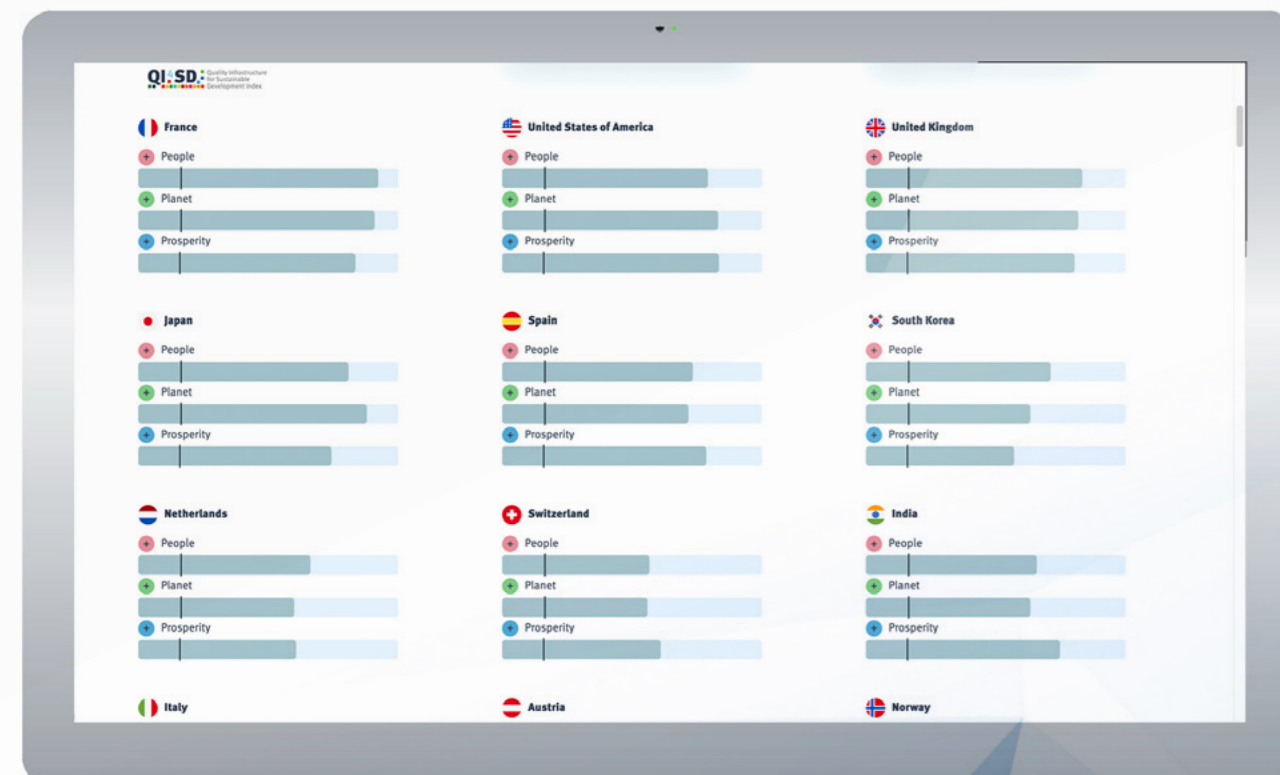 QI4SD
Quality Infrastructure
for Sustainable
Development Index
France
People
Planet
Prosperity
United States of America
People
Planet
Prosperity
United Kingdom
People
Planet
Prosperity
Japan
People
Planet
Prosperity
Spain
People
Planet
Prosperity
South Korea
People
Planet
Prosperity
Netherlands
People
Planet
Prosperity
Switzerland
People
Planet
Prosperity
India
People
Planet
Prosperity
Italy
Austria
Norway